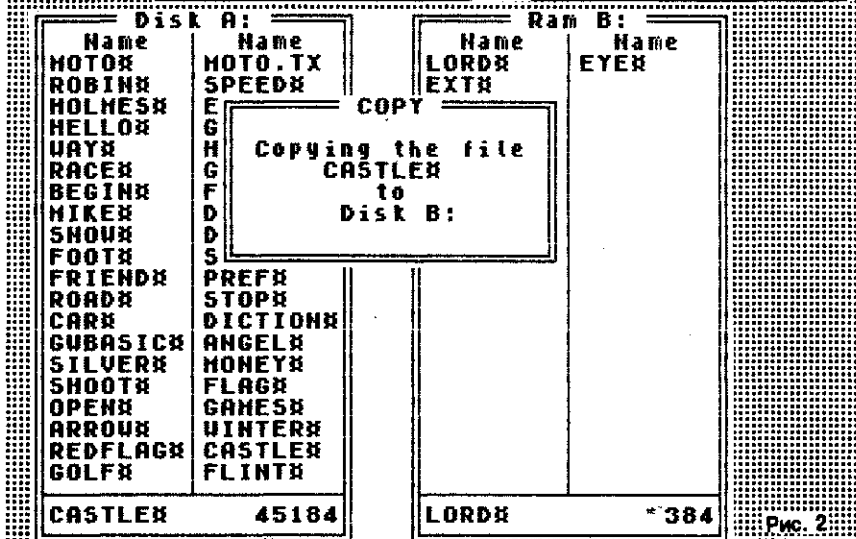 Disk A:
Name Name
MOTO¤ MOTO.TX
ROBIN¤ SPEED¤
HOLMES¤ E
HELLO¤ G
WAY¤ H
RACE¤ G
BEGIN¤ F
MIKE¤ D
SHOW¤ D
FOOT¤ S
FRIEND¤ PREF¤
ROAD¤ STOP¤
CAR¤ DICTION¤
GWBASIC¤ ANGEL¤
SILVER¤ MONEY¤
SHOOT¤ FLAG¤
OPEN¤ GAMES¤
ARROW¤ WINTER¤
REDFLAG¤ CASTLE¤
GOLF¤ FLINT¤
CASTLE¤ 45184
COPY
Copying the file
CASTLE¤
to
Disk B:
Ram B:
Name Name
LORD¤ EYE¤
EXT¤
LORD¤ 384
Рис. 2